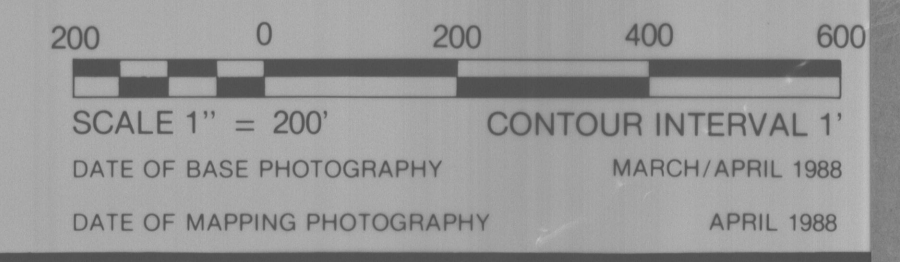 200 0 200 400 600
SCALE 1" = 200' CONTOUR INTERVAL 1'
DATE OF BASE PHOTOGRAPHY MARCH/APRIL 1988
DATE OF MAPPING PHOTOGRAPHY APRIL 1988